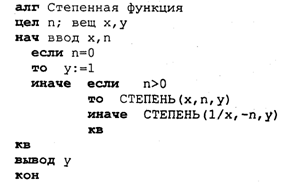 алг Степенная функция
цел n; вещ x,y
нач ввод x,n
если n=0
то y:=1
иначе если n>0
то СТЕПЕНЬ(x,n,y)
иначе СТЕПЕНЬ(1/x,-n,y)
кв
кв
вывод y
кон